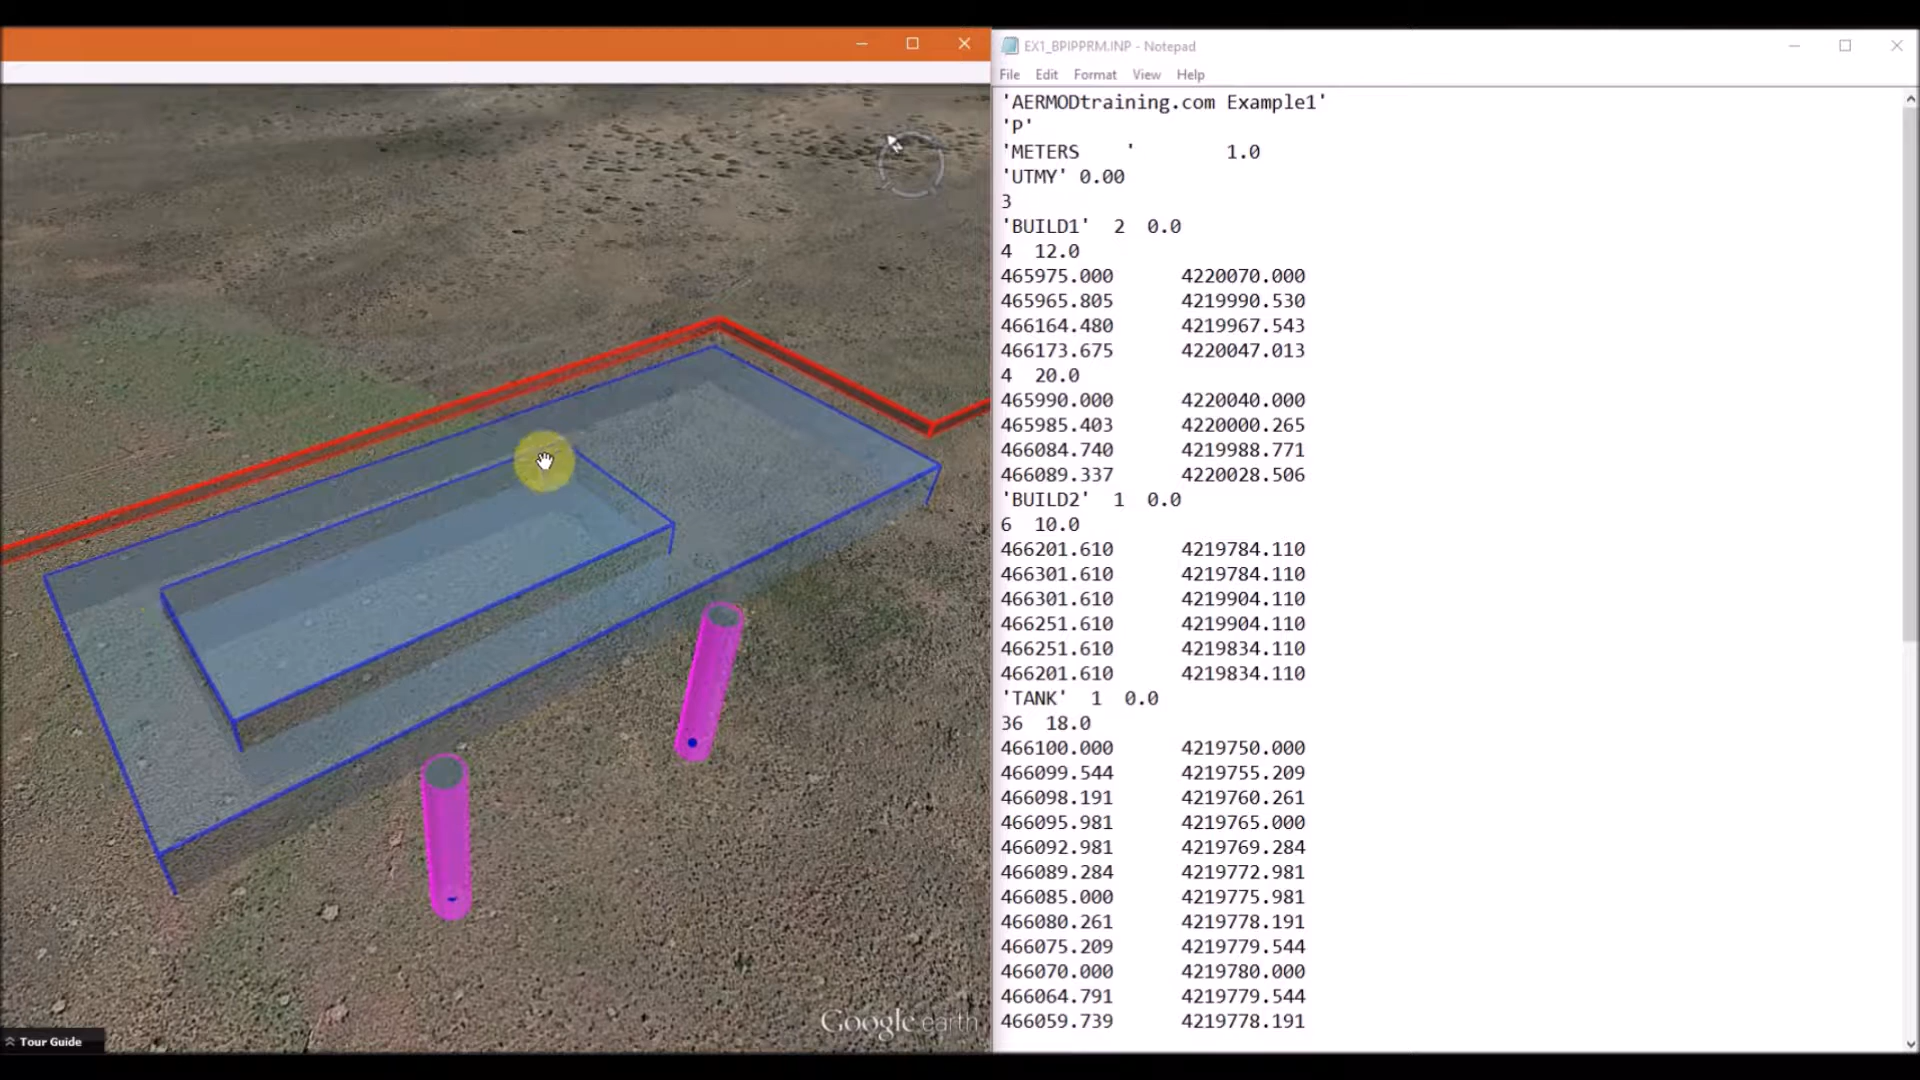 EX1_BPIPPRM.INP - Notepad
File Edit Format View Help
'AERMODtraining.com Example1'
'P'
'METERS    '        1.0
'UTMY' 0.00
3
'BUILD1'  2  0.0
4  12.0
465975.000      4220070.000
465965.805      4219990.530
466164.480      4219967.543
466173.675      4220047.013
4  20.0
465990.000      4220040.000
465985.403      4220000.265
466084.740      4219988.771
466089.337      4220028.506
'BUILD2'  1  0.0
6  10.0
466201.610      4219784.110
466301.610      4219784.110
466301.610      4219904.110
466251.610      4219904.110
466251.610      4219834.110
466201.610      4219834.110
'TANK'  1  0.0
36  18.0
466100.000      4219750.000
466099.544      4219755.209
466098.191      4219760.261
466095.981      4219765.000
466092.981      4219769.284
466089.284      4219772.981
466085.000      4219775.981
466080.261      4219778.191
466075.209      4219779.544
466070.000      4219780.000
466064.791      4219779.544
466059.739      4219778.191
N
Google earth
Tour Guide